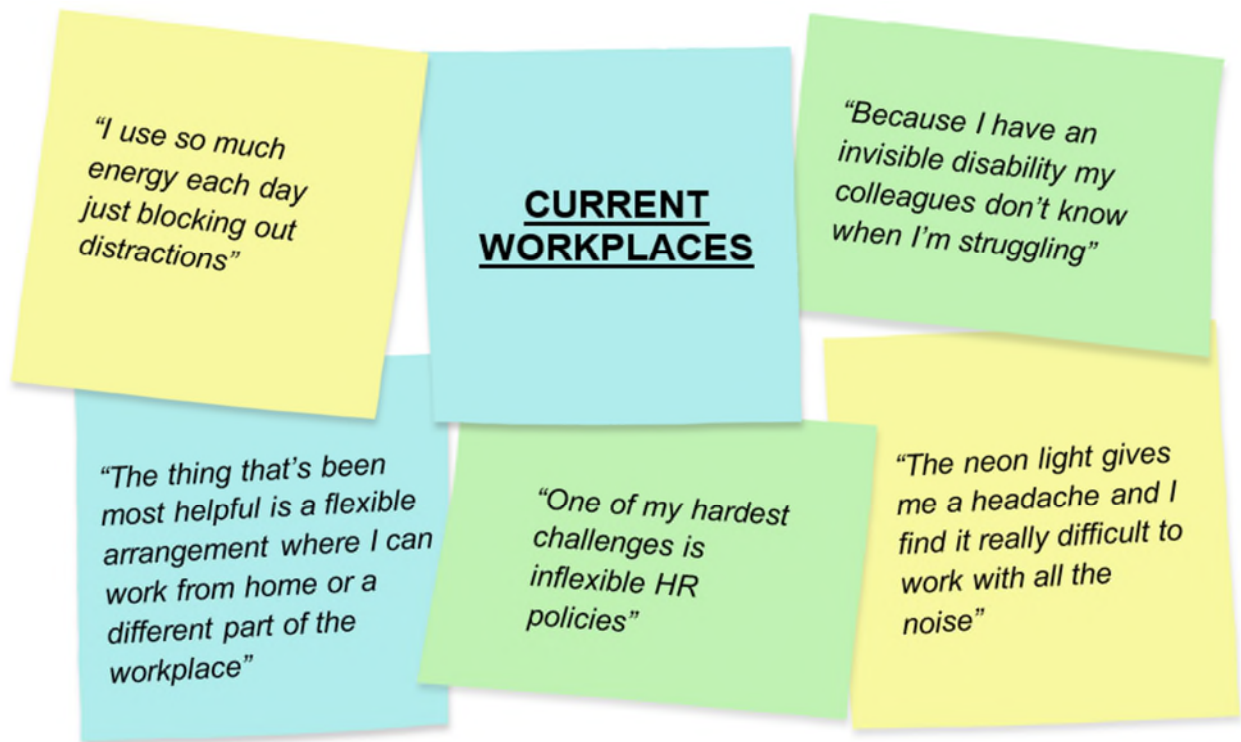 “I use so much
energy each day
just blocking out
distractions”
CURRENT
WORKPLACES
“Because I have an
invisible disability my
colleagues don’t know
when I’m struggling”
“The thing that’s been
most helpful is a flexible
arrangement where I can
work from home or a
different part of the
workplace”
“One of my hardest
challenges is
inflexible HR
policies”
“The neon light gives
me a headache and I
find it really difficult to
work with all the
noise”